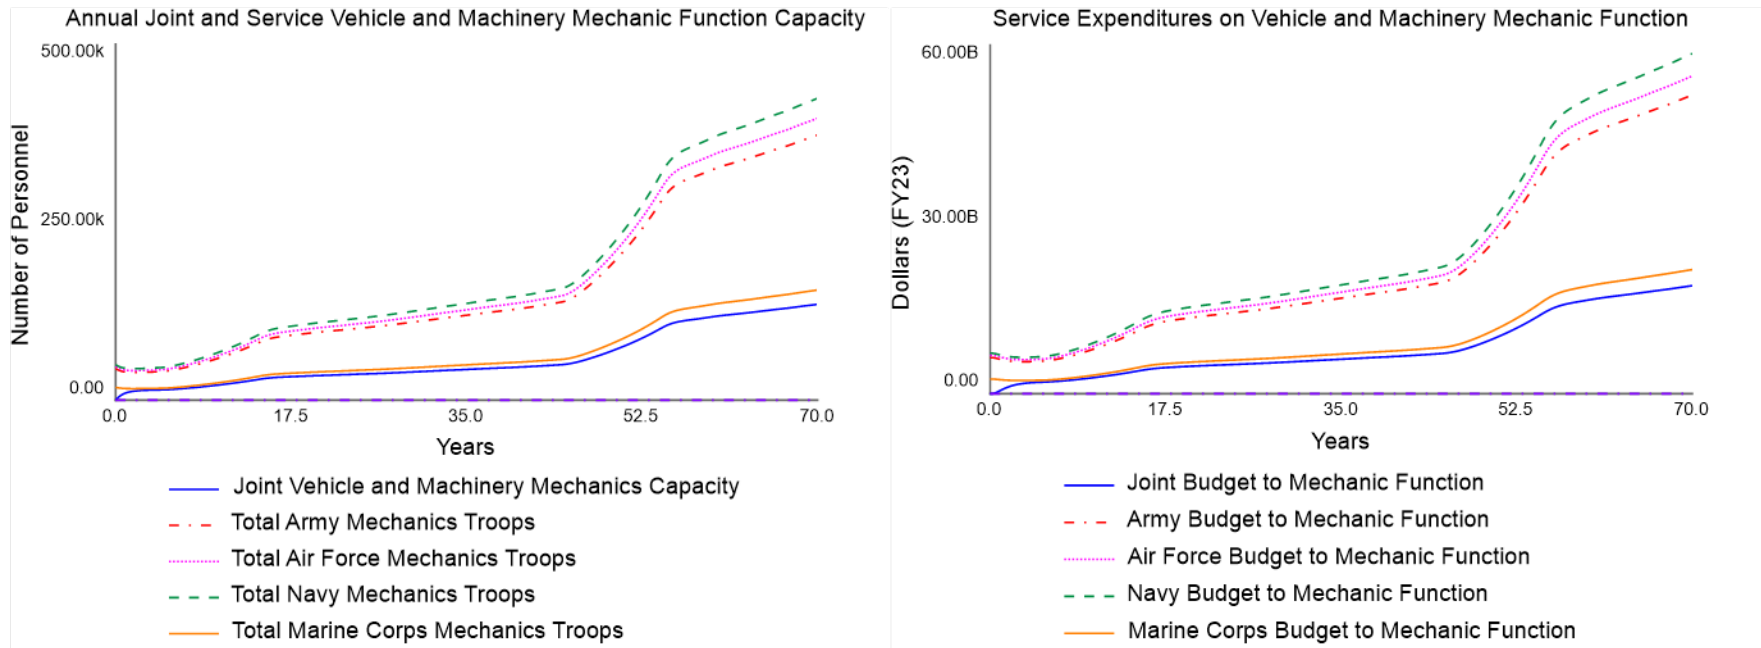 Annual Joint and Service Vehicle and Machinery Mechanic Function Capacity
500.00k
250.00k
0.00
Number of Personnel
0.0 17.5 35.0 52.5 70.0
Years
Joint Vehicle and Machinery Mechanics Capacity
Total Army Mechanics Troops
Total Air Force Mechanics Troops
Total Navy Mechanics Troops
Total Marine Corps Mechanics Troops
Service Expenditures on Vehicle and Machinery Mechanic Function
60.00B
30.00B
0.00
Dollars (FY23)
0.0 17.5 35.0 52.5 70.0
Years
Joint Budget to Mechanic Function
Army Budget to Mechanic Function
Air Force Budget to Mechanic Function
Navy Budget to Mechanic Function
Marine Corps Budget to Mechanic Function